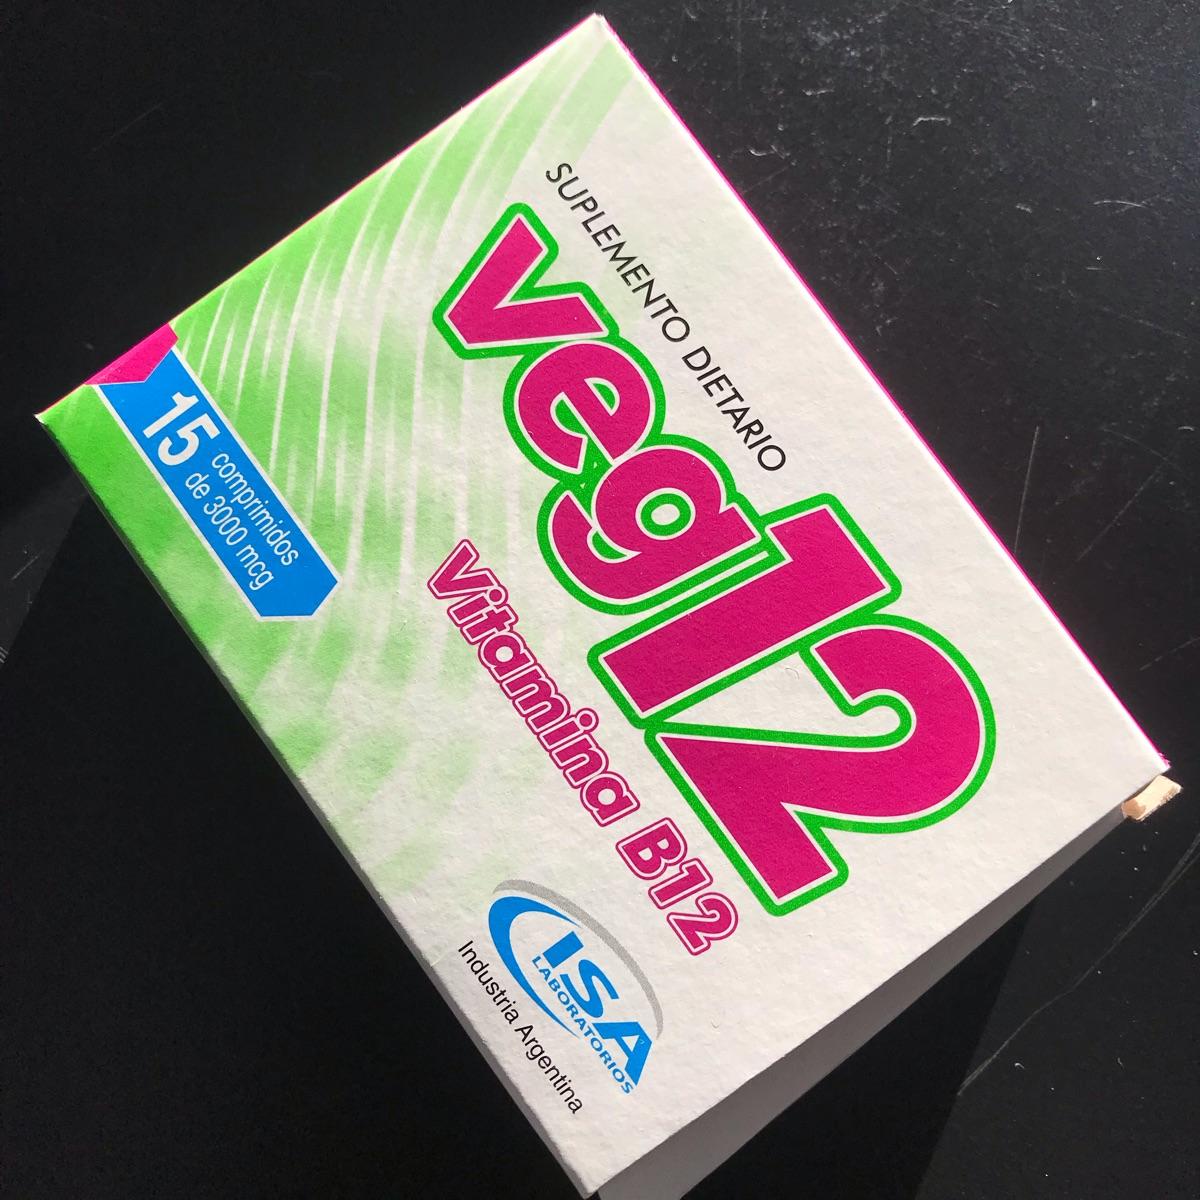 SUPLEMENTO DIETARIO
veg12
Vitamina B12
15
comprimidos
de 3000 mcg
ISA
LABORATORIOS
Industria Argentina